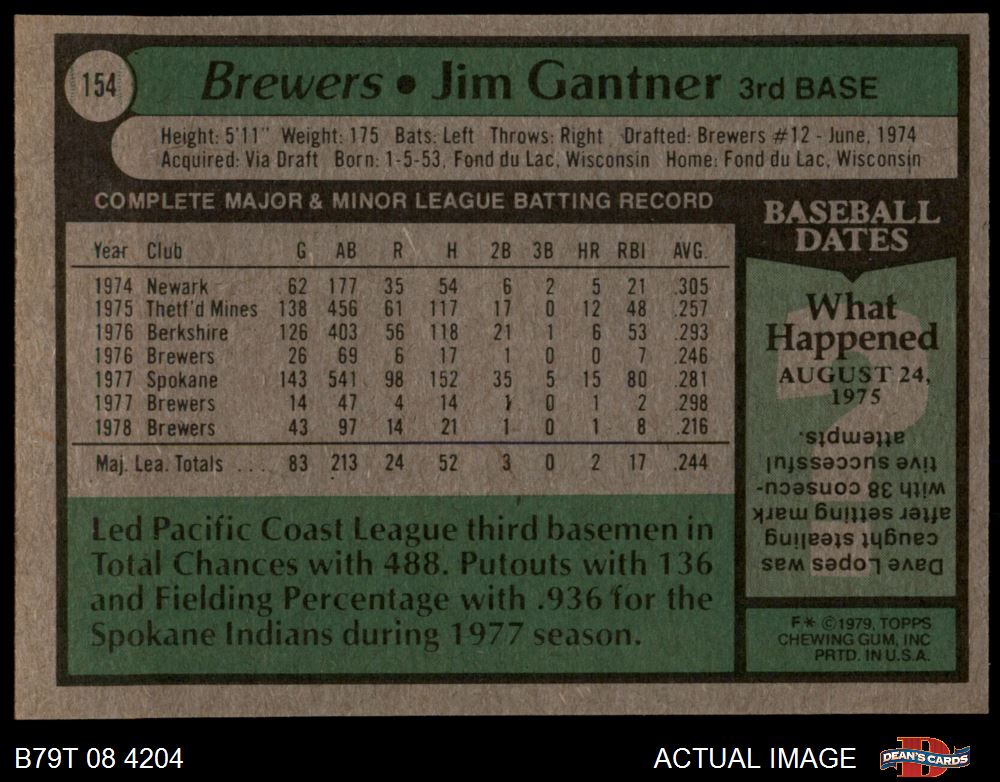 154
Brewers • Jim Gantner 3rd BASE
Height: 5'11" Weight: 175 Bats: Left Throws: Right Drafted: Brewers #12 - June, 1974
Acquired: Via Draft Born: 1-5-53, Fond du Lac, Wisconsin Home: Fond du Lac, Wisconsin
COMPLETE MAJOR & MINOR LEAGUE BATTING RECORD
Year Club G AB R H 2B 3B HR RBI AVG.
1974 Newark 62 177 35 54 6 2 5 21 .305
1975 Thetf'd Mines 138 456 61 117 17 0 12 48 .257
1976 Berkshire 126 403 56 118 21 1 6 53 .293
1976 Brewers 26 69 6 17 1 0 0 7 .246
1977 Spokane 143 541 98 152 35 5 15 80 .281
1977 Brewers 14 47 4 14 1 0 1 2 .298
1978 Brewers 43 97 14 21 1 0 1 8 .216
Maj. Lea. Totals .... 83 213 24 52 3 0 2 17 .244
Led Pacific Coast League third basemen in
Total Chances with 488. Putouts with 136
and Fielding Percentage with .936 for the
Spokane Indians during 1977 season.
BASEBALL
DATES
What
Happened
AUGUST 24,
1975
?
Dave Lopes was
caught stealing
after setting mark
with 38 consecu-
tive successful
attempts.
F* ©1979, TOPPS
CHEWING GUM, INC
PRTD. IN U.S.A.
B79T 08 4204
ACTUAL IMAGE
D
DEAN'S CARDS